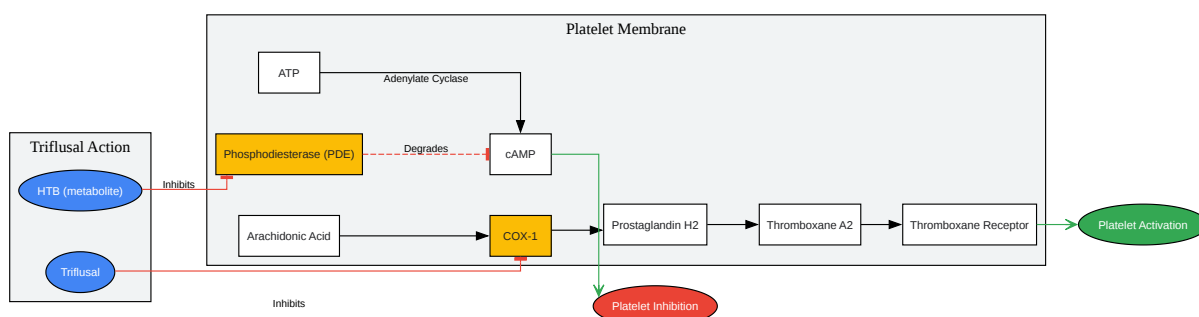 Platelet Membrane
ATP
Adenylate Cyclase
Triflusal Action
Phosphodiesterase (PDE)
Degrades
cAMP
HTB (metabolite)
Inhibits
Arachidonic Acid
COX-1
Prostaglandin H2
Thromboxane A2
Thromboxane Receptor
Platelet Activation
Triflusal
Inhibits
Platelet Inhibition